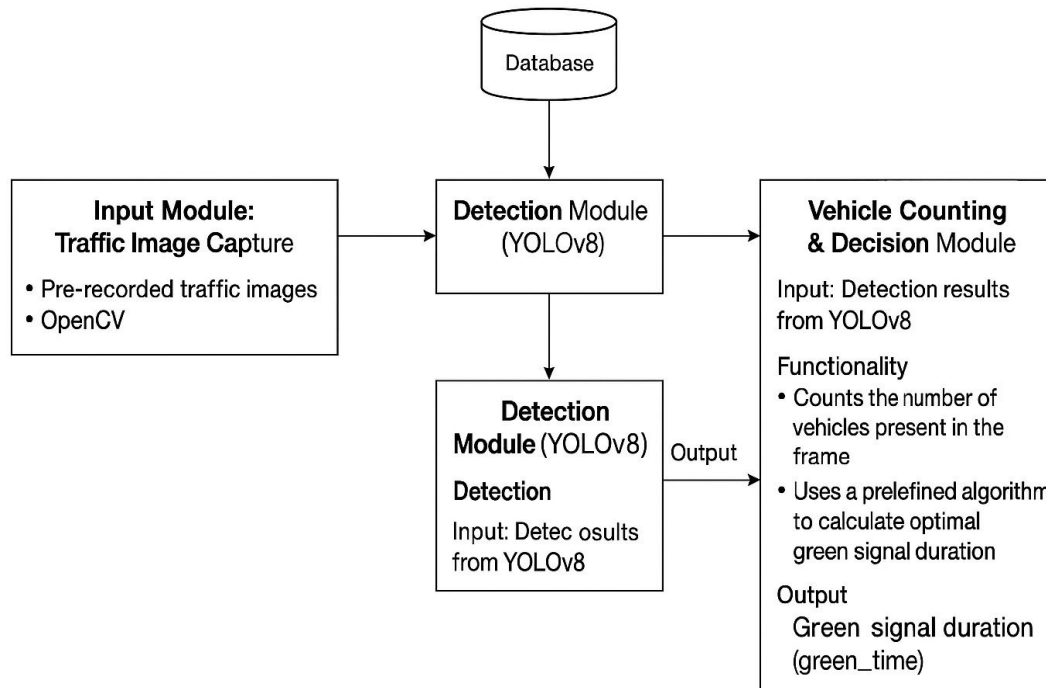 Database
Input Module:
Traffic Image Capture
• Pre-recorded traffic images
• OpenCV
Detection Module
(YOLOv8)
Detection
Module (YOLOv8)
Detection
Input: Detec osults
from YOLOv8
Output
Vehicle Counting
& Decision Module
Input: Detection results
from YOLOv8
Functionality
• Counts the number of
vehicles present in the
frame
• Uses a prelefined algorithm
to calculate optimal
green signal duration
Output
Green signal duration
(green_time)